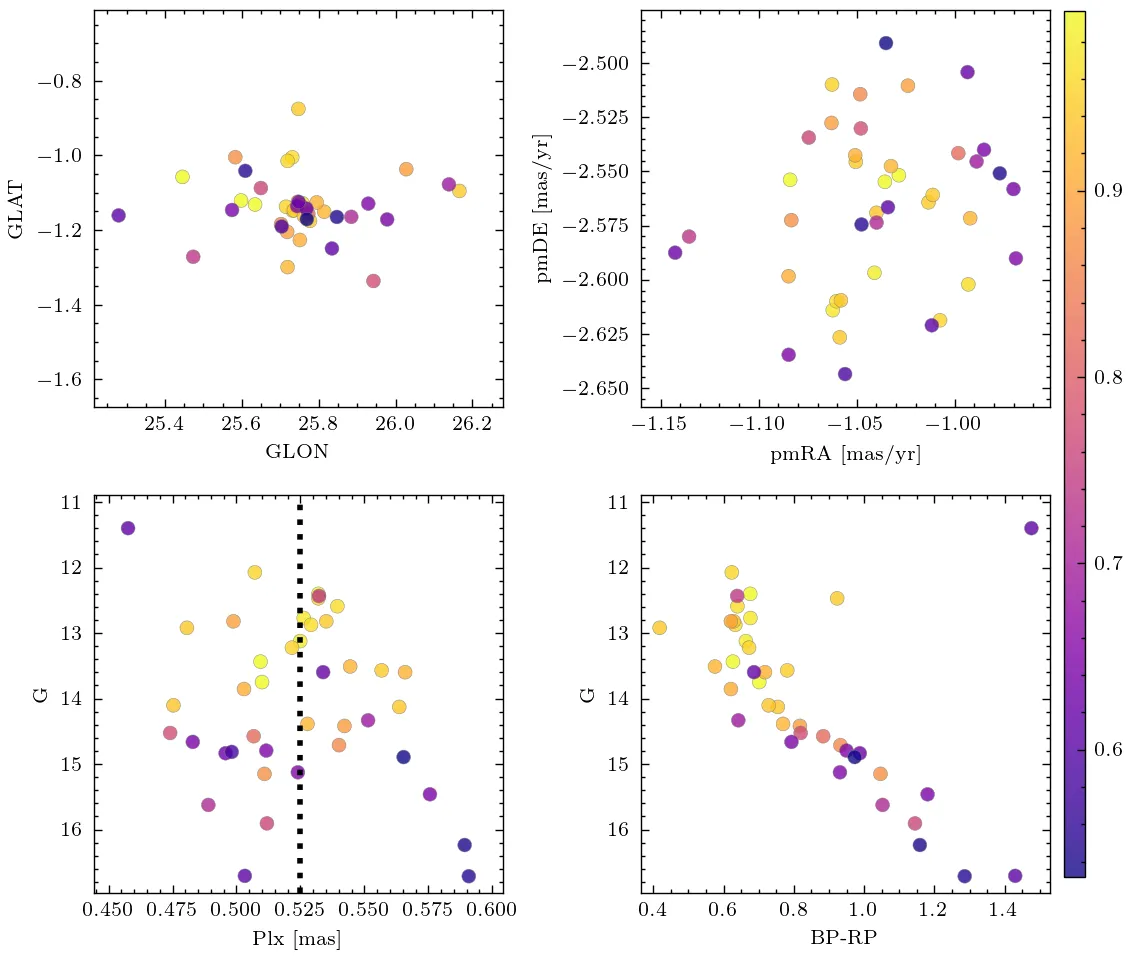 −0.8
−1.0
−1.2
−1.4
−1.6
GLAT
25.4 25.6 25.8 26.0 26.2
GLON
−2.500
−2.525
−2.550
−2.575
−2.600
−2.625
−2.650
pmDE [mas/yr]
−1.15 −1.10 −1.05 −1.00
pmRA [mas/yr]
0.9
0.8
0.7
0.6
11
12
13
14
15
16
G
0.450 0.475 0.500 0.525 0.550 0.575 0.600
Plx [mas]
11
12
13
14
15
16
G
0.4 0.6 0.8 1.0 1.2 1.4
BP-RP